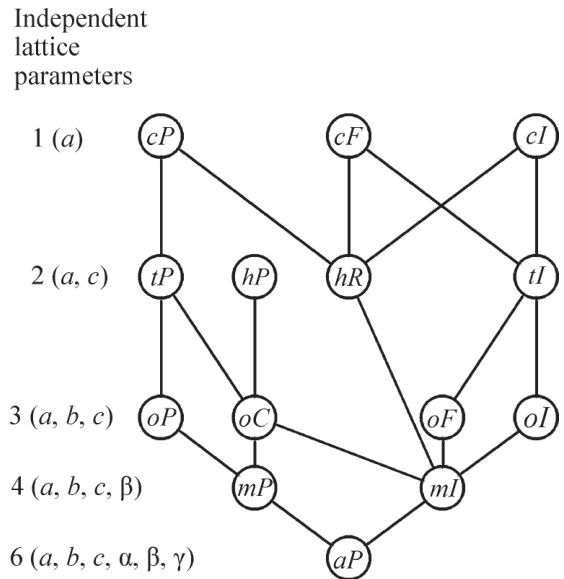 Independent
lattice
parameters
1 (a) cP cF cI
2 (a, c) tP hP hR tI
3 (a, b, c) oP oC oF oI
4 (a, b, c, β) mP mI
6 (a, b, c, α, β, γ) aP